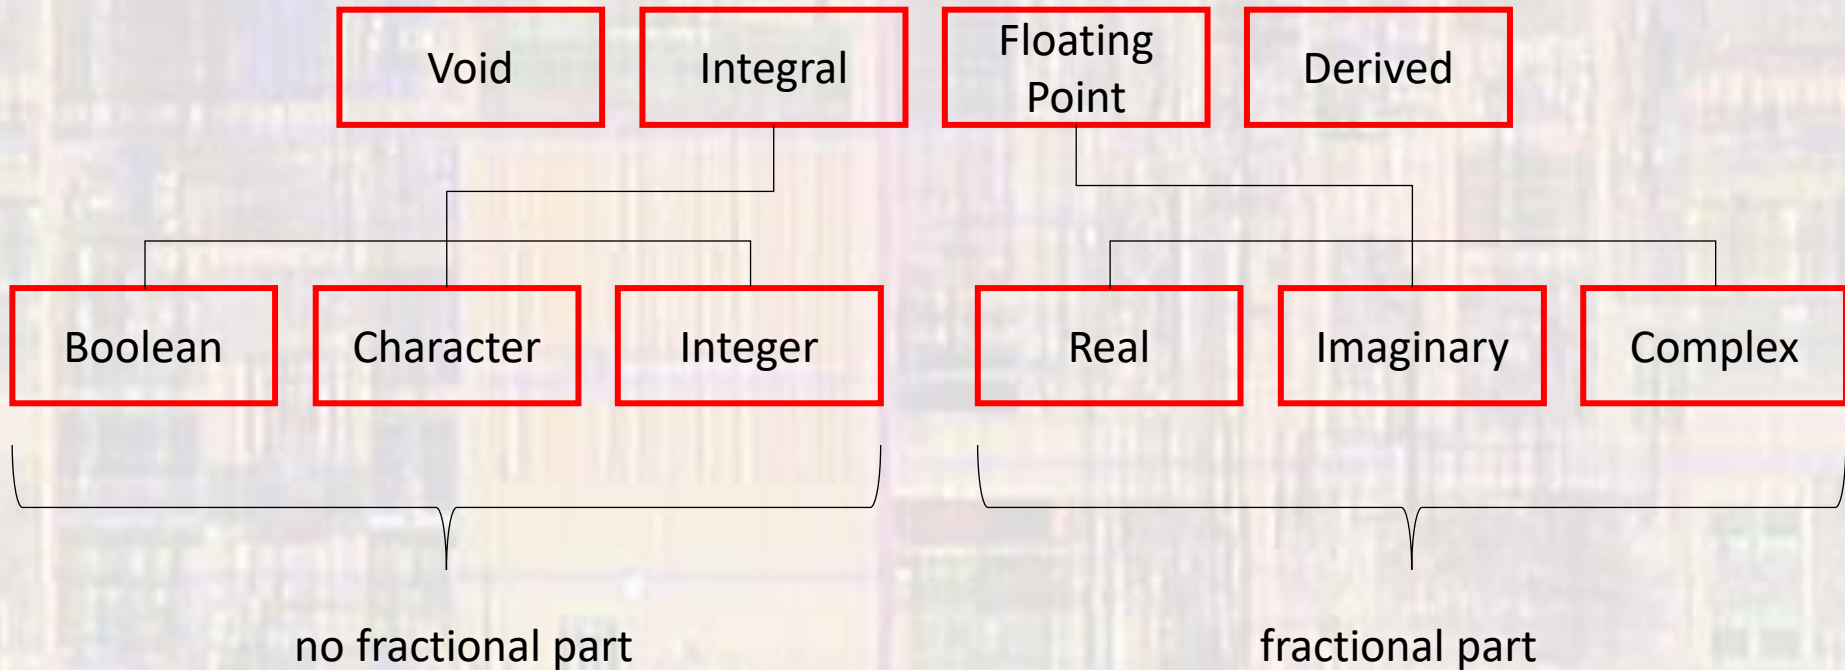 Void
Integral
Floating
Point
Derived
Boolean
Character
Integer
Real
Imaginary
Complex
no fractional part
fractional part